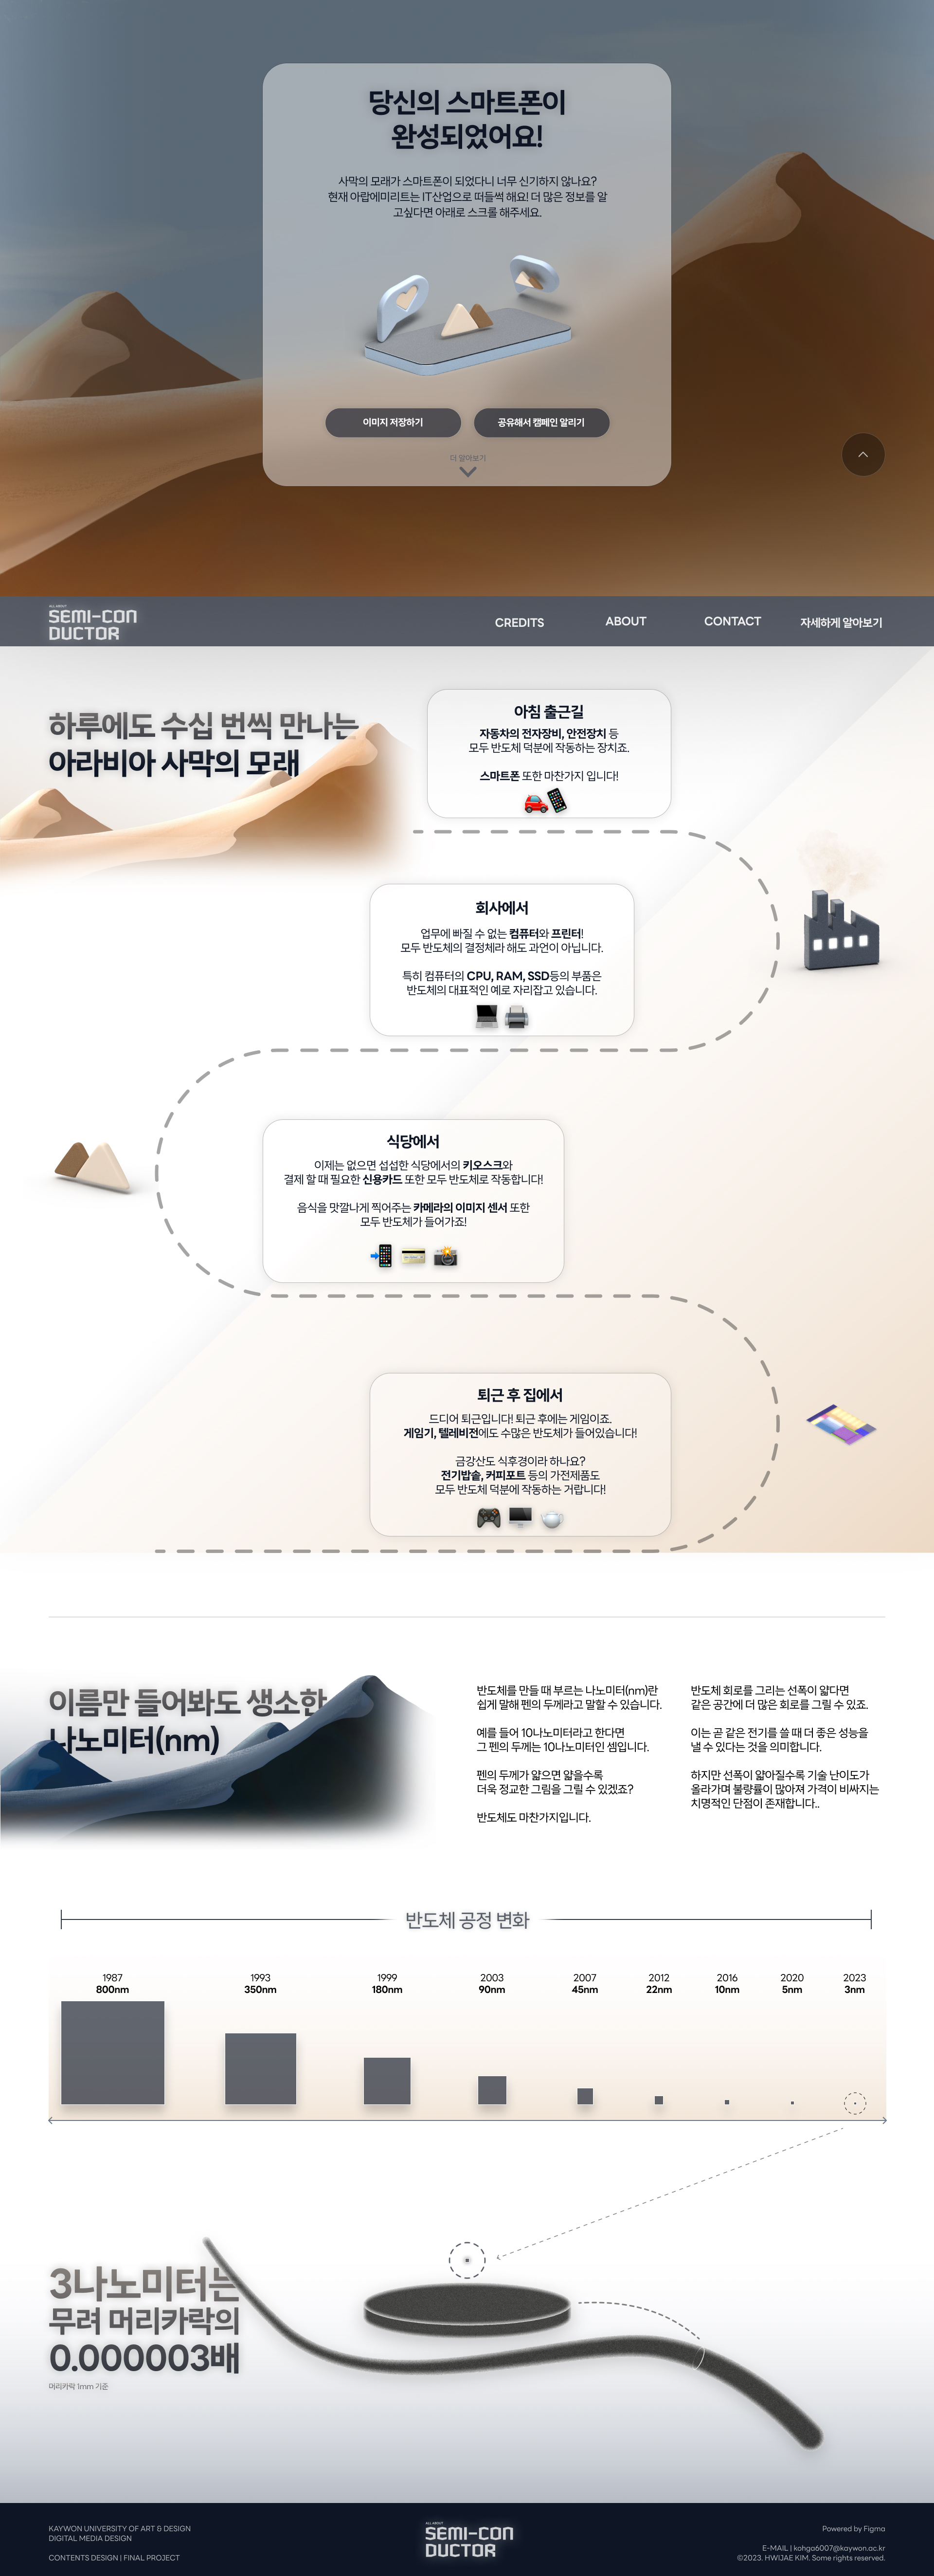 당신의 스마트폰이
완성되었어요!
사막의 모래가 스마트폰이 되었다니 너무 신기하지 않나요?
현재 아랍에미리트는 IT산업으로 떠들썩 해요! 더 많은 정보를 알
고싶다면 아래로 스크롤 해주세요.
이미지 저장하기
공유해서 캠페인 알리기
더 알아보기
ALL ABOUT
SEMI-CON
DUCTOR
CREDITS
ABOUT
CONTACT
자세하게 알아보기
하루에도 수십 번씩 만나는
아라비아 사막의 모래
아침 출근길
자동차의 전자장비, 안전장치 등
모두 반도체 덕분에 작동하는 장치죠.
스마트폰 또한 마찬가지 입니다!
회사에서
업무에 빠질 수 없는 컴퓨터와 프린터!
모두 반도체의 결정체라 해도 과언이 아닙니다.
특히 컴퓨터의 CPU, RAM, SSD등의 부품은
반도체의 대표적인 예로 자리잡고 있습니다.
식당에서
이제는 없으면 섭섭한 식당에서의 키오스크와
결제 할 때 필요한 신용카드 또한 모두 반도체로 작동합니다!
음식을 맛깔나게 찍어주는 카메라의 이미지 센서 또한
모두 반도체가 들어가죠!
퇴근 후 집에서
드디어 퇴근입니다! 퇴근 후에는 게임이죠.
게임기, 텔레비전에도 수많은 반도체가 들어있습니다!
금강산도 식후경이라 하나요?
전기밥솥, 커피포트 등의 가전제품도
모두 반도체 덕분에 작동하는 거랍니다!
이름만 들어봐도 생소한
나노미터(nm)
반도체를 만들 때 부르는 나노미터(nm)란
쉽게 말해 펜의 두께라고 말할 수 있습니다.
예를 들어 10나노미터라고 한다면
그 펜의 두께는 10나노미터인 셈입니다.
펜의 두께가 얇으면 얇을수록
더욱 정교한 그림을 그릴 수 있겠죠?
반도체도 마찬가지입니다.
반도체 회로를 그리는 선폭이 얇다면
같은 공간에 더 많은 회로를 그릴 수 있죠.
이는 곧 같은 전기를 쓸 때 더 좋은 성능을
낼 수 있다는 것을 의미합니다.
하지만 선폭이 얇아질수록 기술 난이도가
올라가며 불량률이 많아져 가격이 비싸지는
치명적인 단점이 존재합니다..
반도체 공정 변화
1987
800nm
1993
350nm
1999
180nm
2003
90nm
2007
45nm
2012
22nm
2016
10nm
2020
5nm
2023
3nm
3나노미터는
무려 머리카락의
0.000003배
머리카락 1mm 기준
KAYWON UNIVERSITY OF ART & DESIGN
DIGITAL MEDIA DESIGN
CONTENTS DESIGN | FINAL PROJECT
ALL ABOUT
SEMI-CON
DUCTOR
Powered by Figma
E-MAIL | kohga6007@kaywon.ac.kr
©2023. HWIJAE KIM. Some rights reserved.